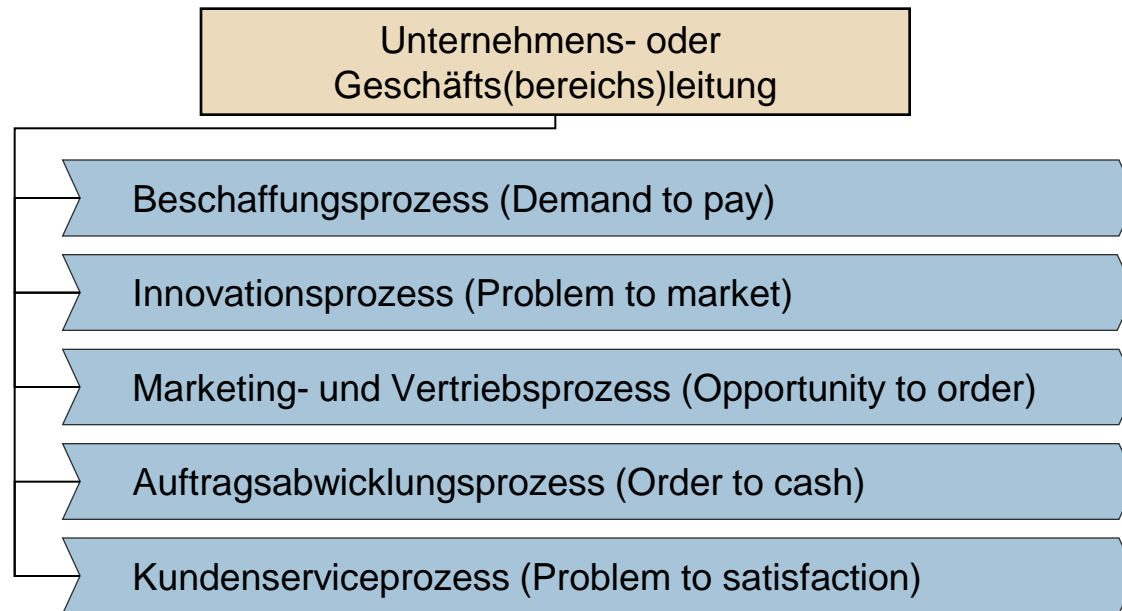 Unternehmens- oder
Geschäfts(bereichs)leitung
Beschaffungsprozess (Demand to pay)
Innovationsprozess (Problem to market)
Marketing- und Vertriebsprozess (Opportunity to order)
Auftragsabwicklungsprozess (Order to cash)
Kundenserviceprozess (Problem to satisfaction)